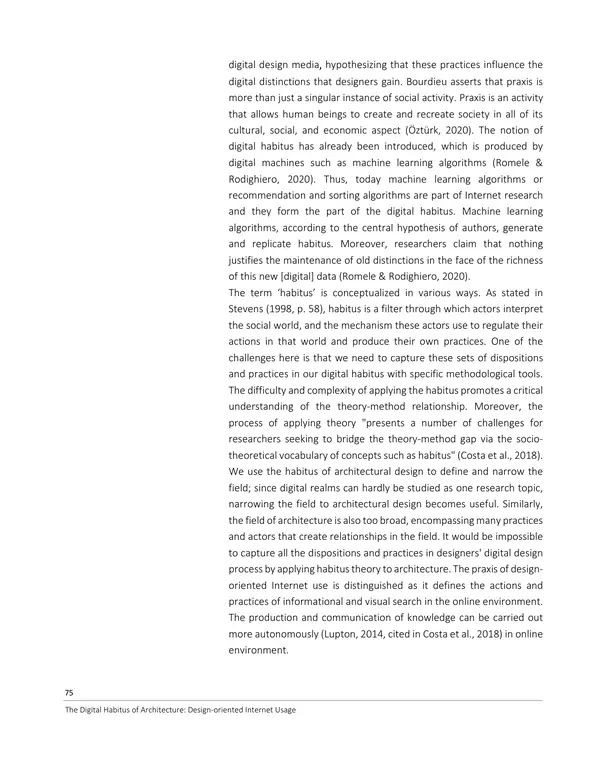 digital design media, hypothesizing that these practices influence the
digital distinctions that designers gain. Bourdieu asserts that praxis is
more than just a singular instance of social activity. Praxis is an activity
that allows human beings to create and recreate society in all of its
cultural, social, and economic aspect (Öztürk, 2020). The notion of
digital habitus has already been introduced, which is produced by
digital machines such as machine learning algorithms (Romele &
Rodighiero, 2020). Thus, today machine learning algorithms or
recommendation and sorting algorithms are part of Internet research
and they form the part of the digital habitus. Machine learning
algorithms, according to the central hypothesis of authors, generate
and replicate habitus. Moreover, researchers claim that nothing
justifies the maintenance of old distinctions in the face of the richness
of this new [digital] data (Romele & Rodighiero, 2020).
The term ‘habitus’ is conceptualized in various ways. As stated in
Stevens (1998, p. 58), habitus is a filter through which actors interpret
the social world, and the mechanism these actors use to regulate their
actions in that world and produce their own practices. One of the
challenges here is that we need to capture these sets of dispositions
and practices in our digital habitus with specific methodological tools.
The difficulty and complexity of applying the habitus promotes a critical
understanding of the theory-method relationship. Moreover, the
process of applying theory "presents a number of challenges for
researchers seeking to bridge the theory-method gap via the socio-
theoretical vocabulary of concepts such as habitus" (Costa et al., 2018).
We use the habitus of architectural design to define and narrow the
field; since digital realms can hardly be studied as one research topic,
narrowing the field to architectural design becomes useful. Similarly,
the field of architecture is also too broad, encompassing many practices
and actors that create relationships in the field. It would be impossible
to capture all the dispositions and practices in designers' digital design
process by applying habitus theory to architecture. The praxis of design-
oriented Internet use is distinguished as it defines the actions and
practices of informational and visual search in the online environment.
The production and communication of knowledge can be carried out
more autonomously (Lupton, 2014, cited in Costa et al., 2018) in online
environment.
75
The Digital Habitus of Architecture: Design-oriented Internet Usage